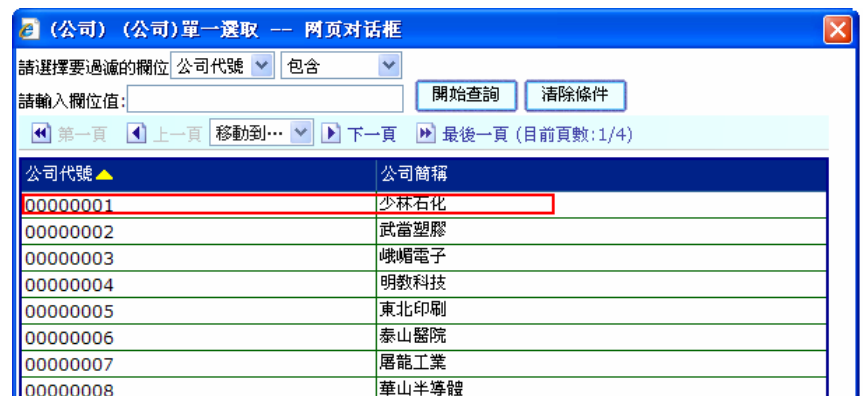 (公司) (公司)單一選取 -- 网页对话框
請選擇要過濾的欄位 公司代號 包含
請輸入欄位值: 開始查詢 清除條件
第一頁 上一頁 移動到… 下一頁 最後一頁 (目前頁數:1/4)
公司代號 公司簡稱
00000001 少林石化
00000002 武當塑膠
00000003 峨嵋電子
00000004 明教科技
00000005 東北印刷
00000006 泰山醫院
00000007 屠龍工業
00000008 華山半導體